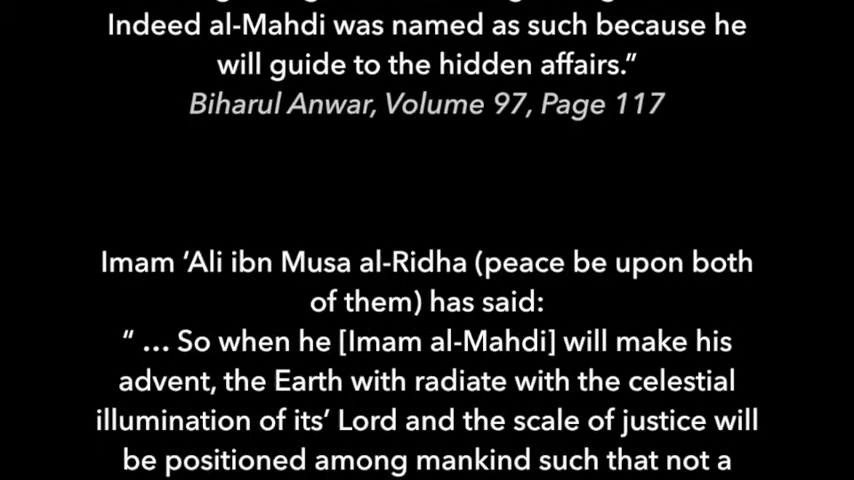 Indeed al-Mahdi was named as such because he
will guide to the hidden affairs.”
Biharul Anwar, Volume 97, Page 117
Imam ‘Ali ibn Musa al-Ridha (peace be upon both
of them) has said:
“ … So when he [Imam al-Mahdi] will make his
advent, the Earth with radiate with the celestial
illumination of its’ Lord and the scale of justice will
be positioned among mankind such that not a